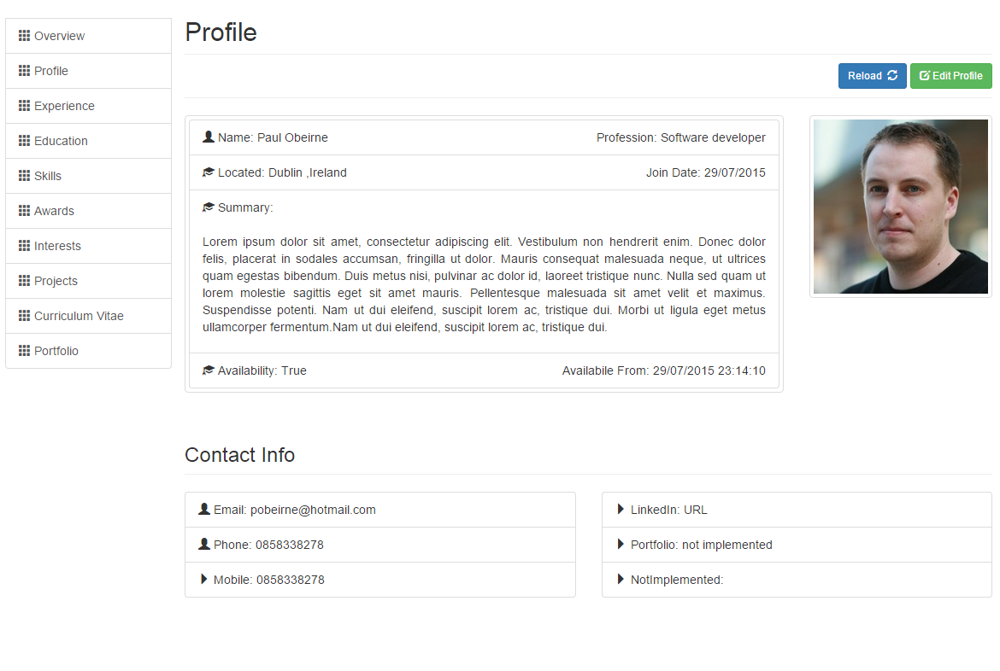 Overview
Profile
Experience
Education
Skills
Awards
Interests
Projects
Curriculum Vitae
Portfolio
Profile
Reload Edit Profile
Name: Paul Obeirne Profession: Software developer
Located: Dublin ,Ireland Join Date: 29/07/2015
Summary:
Lorem ipsum dolor sit amet, consectetur adipiscing elit. Vestibulum non hendrerit enim. Donec dolor
felis, placerat in sodales accumsan, fringilla ut dolor. Mauris consequat malesuada neque, ut ultrices
quam egestas bibendum. Duis metus nisi, pulvinar ac dolor id, laoreet tristique nunc. Nulla sed quam ut
lorem molestie sagittis eget sit amet mauris. Pellentesque malesuada sit amet velit et maximus.
Suspendisse potenti. Nam ut dui eleifend, suscipit lorem ac, tristique dui. Morbi ut ligula eget metus
ullamcorper fermentum.Nam ut dui eleifend, suscipit lorem ac, tristique dui.
Availability: True Availabile From: 29/07/2015 23:14:10
Contact Info
Email: pobeirne@hotmail.com
Phone: 0858338278
Mobile: 0858338278
LinkedIn: URL
Portfolio: not implemented
NotImplemented: